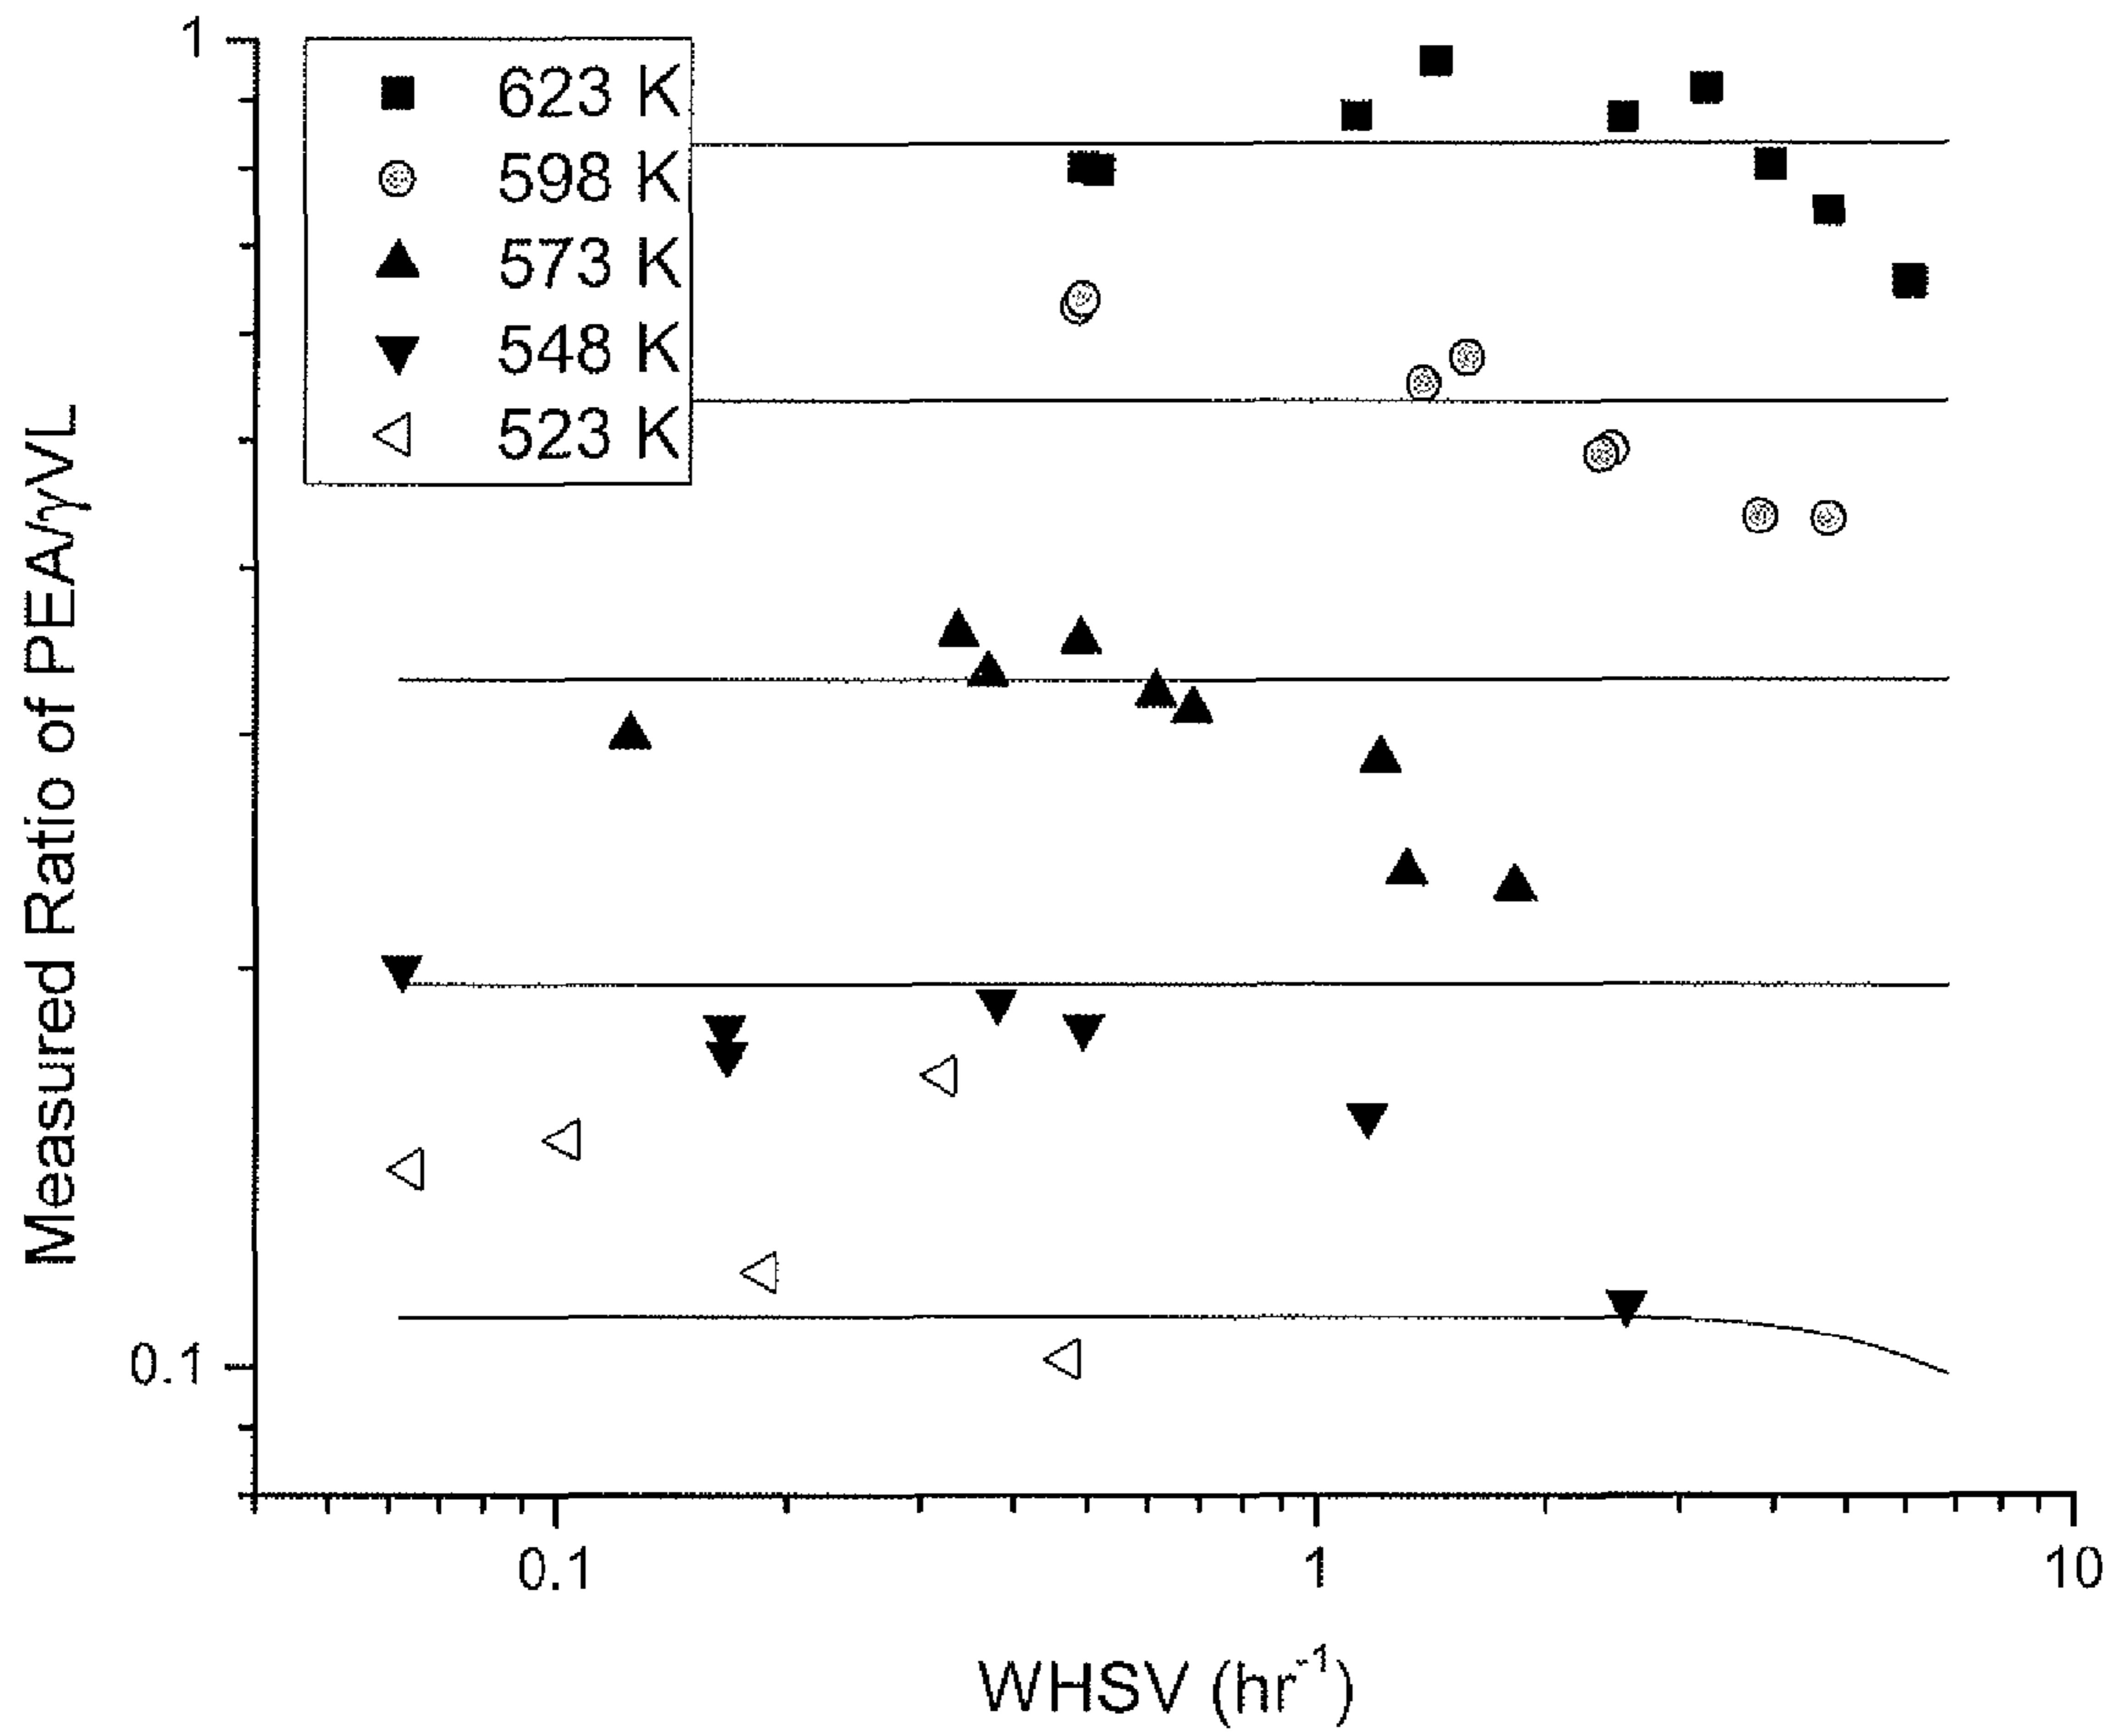 1
623 K
598 K
573 K
548 K
523 K
Measured Ratio of PEA/γVL
0.1
0.1
1
10
WHSV (hr⁻¹)